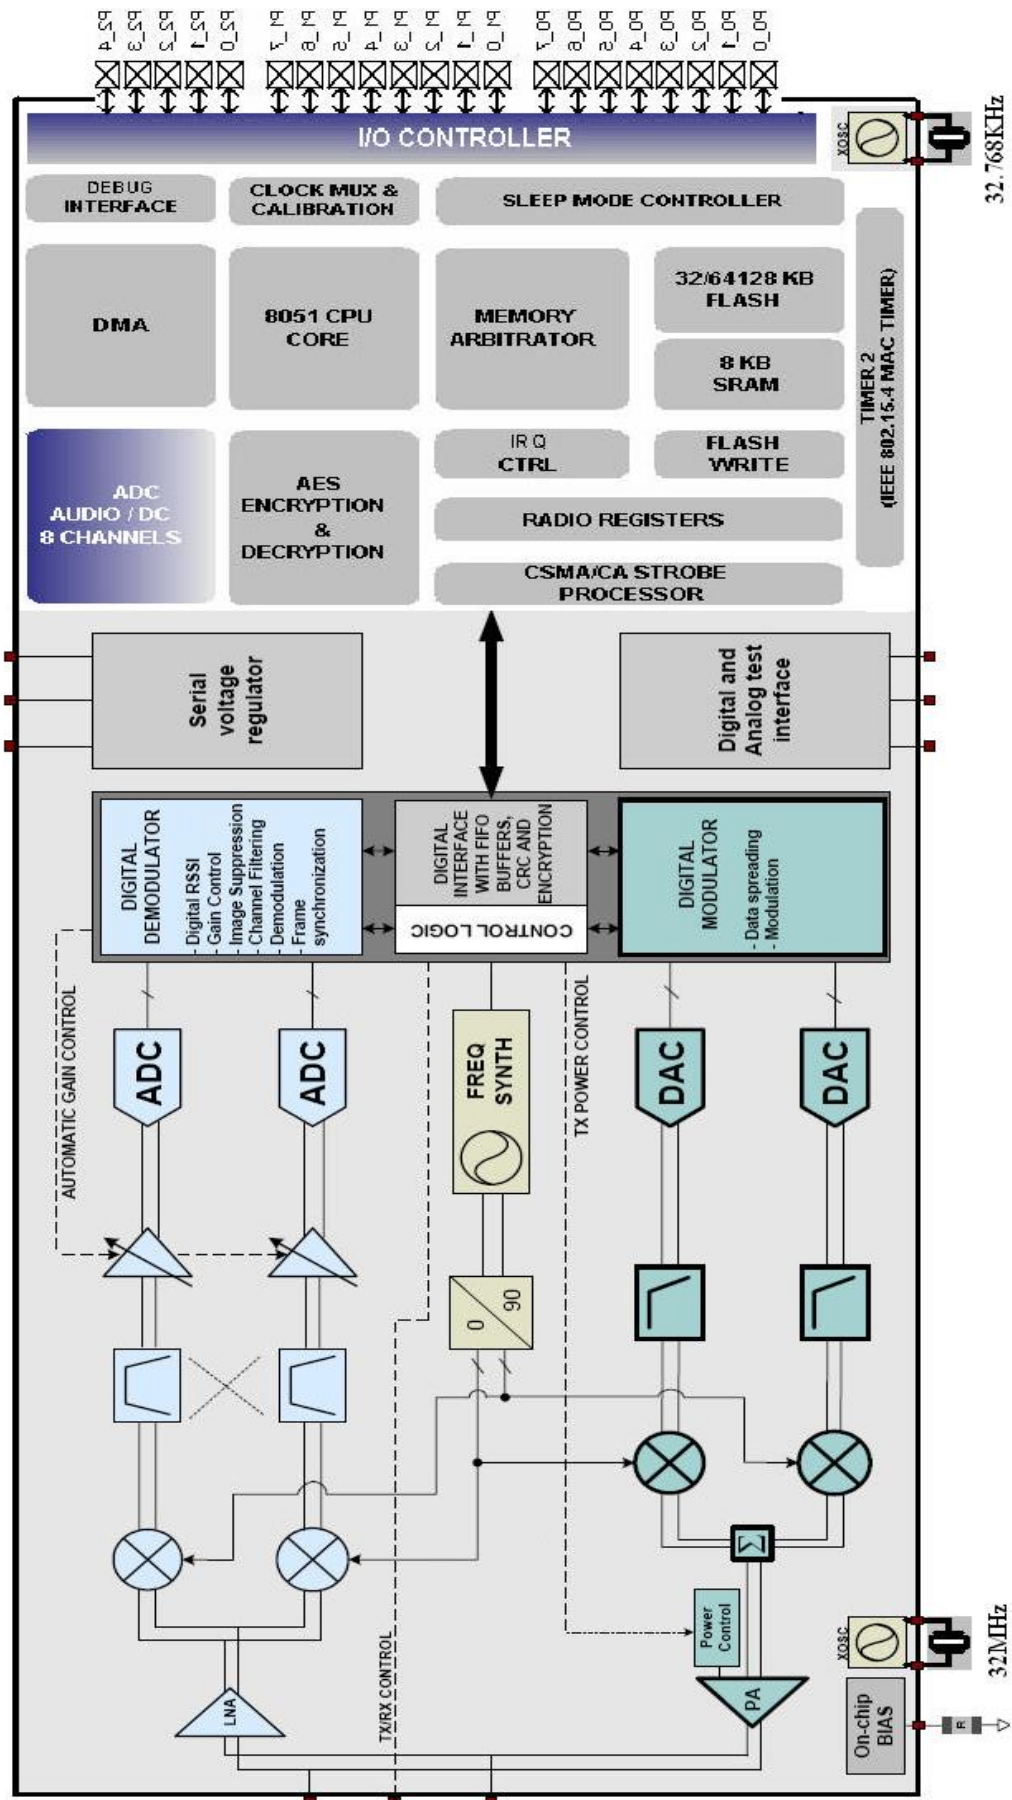 P2_4
P2_3
P2_2
P2_1
P2_0
P1_7
P1_6
P1_5
P1_4
P1_3
P1_2
P1_1
P1_0
P0_7
P0_6
P0_5
P0_4
P0_3
P0_2
P0_1
P0_0
I/O CONTROLLER
XOSC
32.768KHz
DEBUG
INTERFACE
CLOCK MUX &
CALIBRATION
SLEEP MODE CONTROLLER
DMA
8051 CPU
CORE
MEMORY
ARBITRATOR
32/64128 KB
FLASH
8 KB
SRAM
TIMER 2
(IEEE 802.15.4 MAC TIMER)
ADC
AUDIO / DC
8 CHANNELS
AES
ENCRYPTION
&
DECRYPTION
IRQ
CTRL
FLASH
WRITE
RADIO REGISTERS
CSMA/CA STROBE
PROCESSOR
Serial
voltage
regulator
Digital and
Analog test
interface
DIGITAL
DEMODULATOR
- Digital RSSI
- Gain Control
- Image Suppression
- Channel Filtering
- Demodulation
- Frame
synchronization
DIGITAL
INTERFACE
WITH FIFO
BUFFERS,
CRC AND
ENCRYPTION
CONTROL LOGIC
DIGITAL
MODULATOR
- Data spreading
- Modulation
AUTOMATIC GAIN CONTROL
ADC
ADC
FREQ
SYNTH
TX POWER CONTROL
DAC
DAC
0
90
Σ
LNA
TX/RX CONTROL
Power
Control
PA
XOSC
32MHz
On-chip
BIAS
R